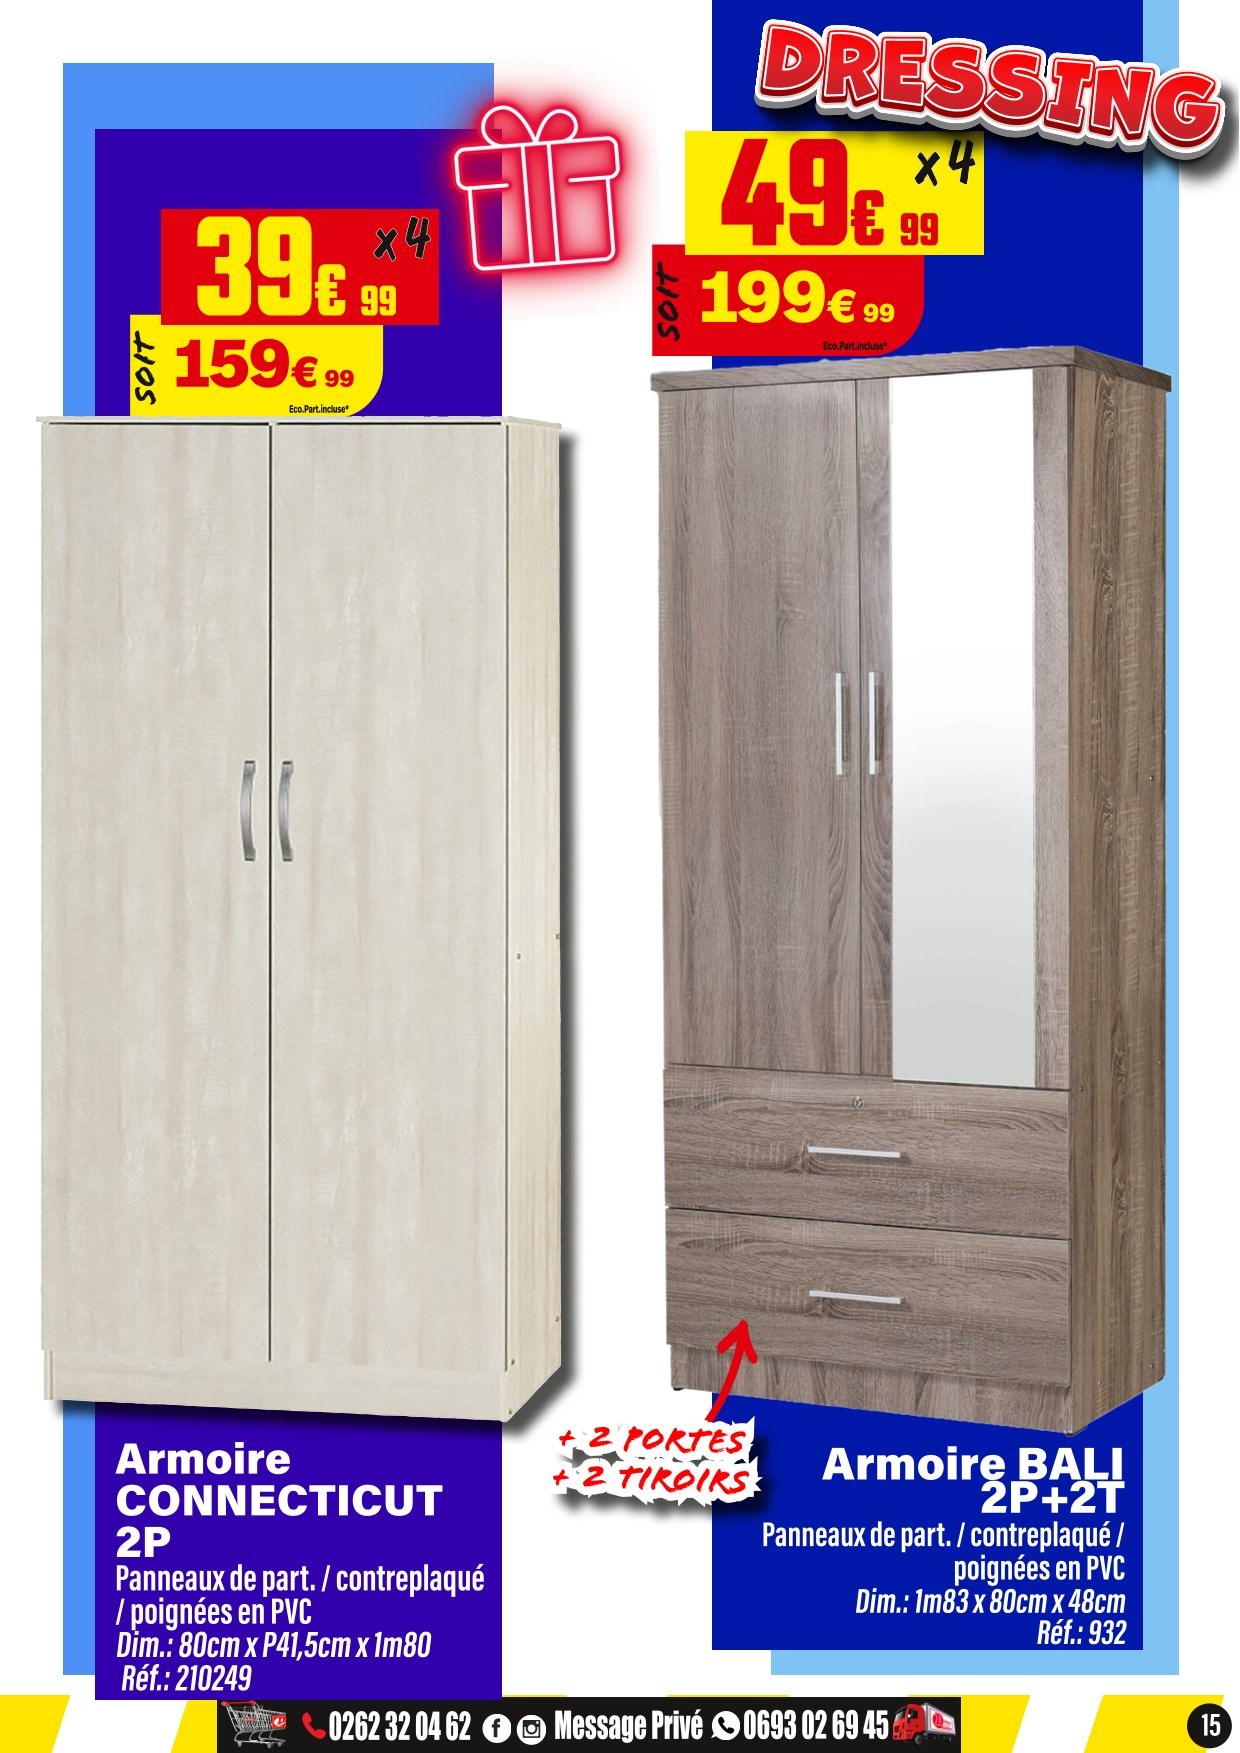 DRESSING
39€99 x4
SOIT 159€99
Eco.Part.incluse*
49€99 x4
SOIT 199€99
Eco.Part.incluse*
Armoire
CONNECTICUT
2P
Panneaux de part. / contreplaqué
/ poignées en PVC
Dim.: 80cm x P41,5cm x 1m80
Réf.: 210249
+ 2 PORTES
+ 2 TIROIRS
Armoire BALI
2P+2T
Panneaux de part. / contreplaqué /
poignées en PVC
Dim.: 1m83 x 80cm x 48cm
Réf.: 932
0262 32 04 62 Message Privé 0693 02 69 45
15